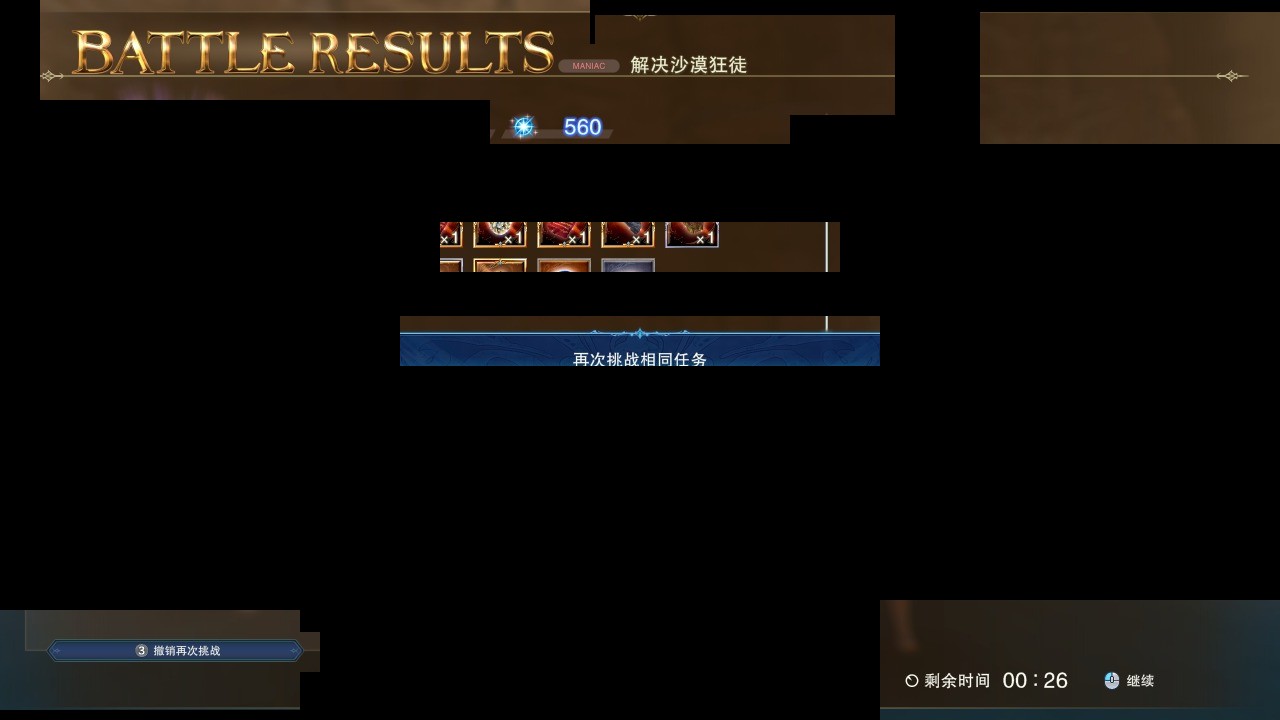 BATTLE RESULTS MANIAC 解决沙漠狂徒
560
×1 ×1 ×1 ×1 ×1
再次挑战相同任务
3 撤销再次挑战
剩余时间 00:26 继续